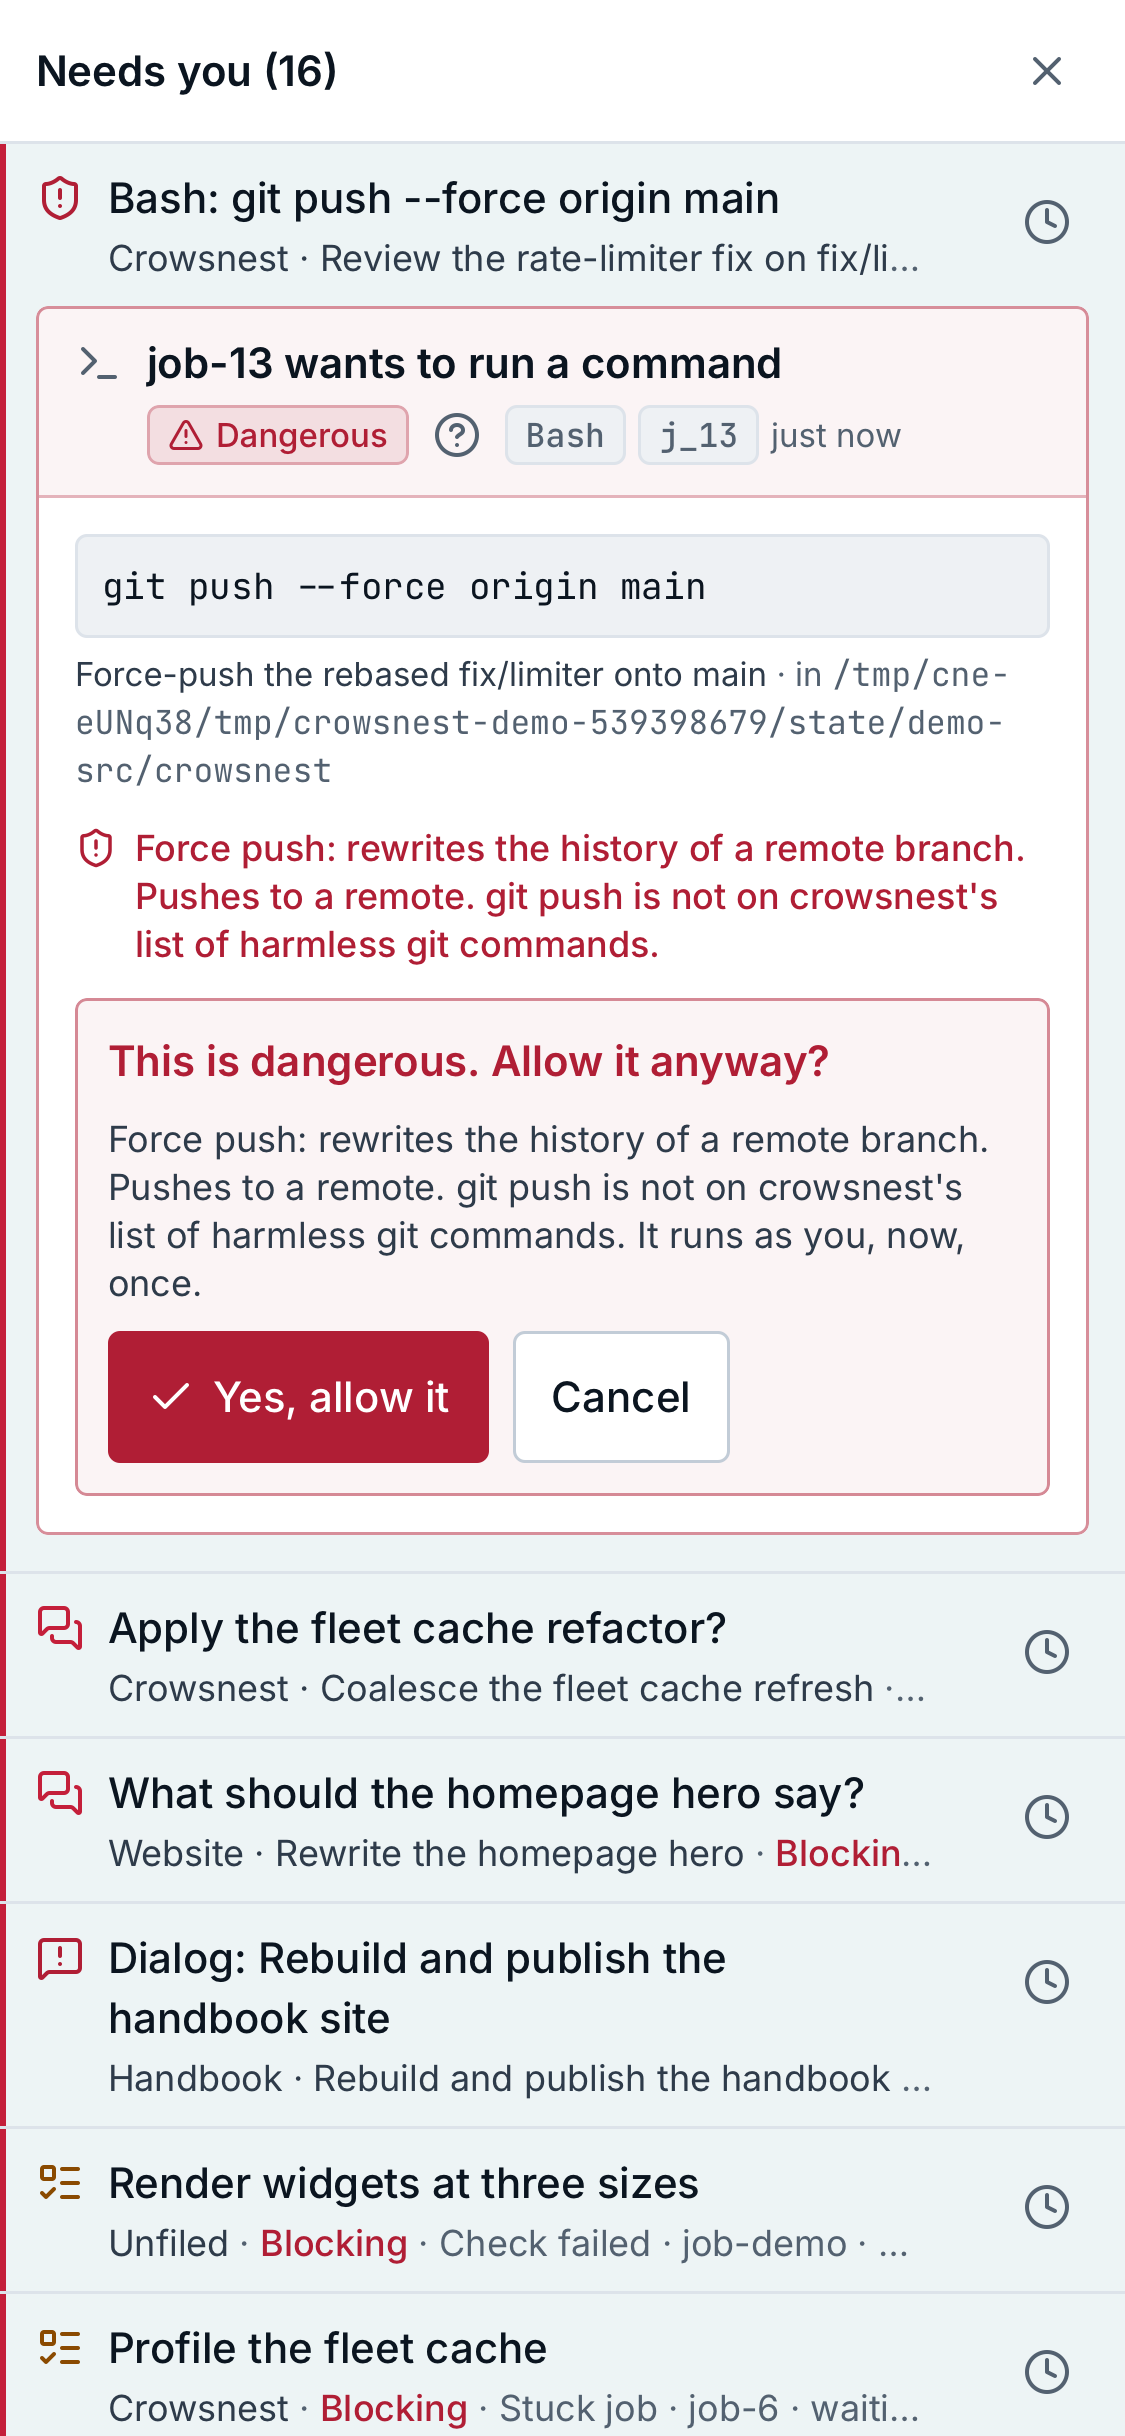 Needs you (16)
Bash: git push --force origin main
Crowsnest · Review the rate-limiter fix on fix/li...
job-13 wants to run a command
Dangerous
Bash
j_13
just now
git push --force origin main
Force-push the rebased fix/limiter onto main · in /tmp/cne-
eUNq38/tmp/crowsnest-demo-539398679/state/demo-
src/crowsnest
Force push: rewrites the history of a remote branch.
Pushes to a remote. git push is not on crowsnest's
list of harmless git commands.
This is dangerous. Allow it anyway?
Force push: rewrites the history of a remote branch.
Pushes to a remote. git push is not on crowsnest's
list of harmless git commands. It runs as you, now,
once.
Yes, allow it
Cancel
Apply the fleet cache refactor?
Crowsnest · Coalesce the fleet cache refresh ·...
What should the homepage hero say?
Website · Rewrite the homepage hero · Blockin...
Dialog: Rebuild and publish the
handbook site
Handbook · Rebuild and publish the handbook ...
Render widgets at three sizes
Unfiled · Blocking · Check failed · job-demo · ...
Profile the fleet cache
Crowsnest · Blocking · Stuck job · job-6 · waiti...